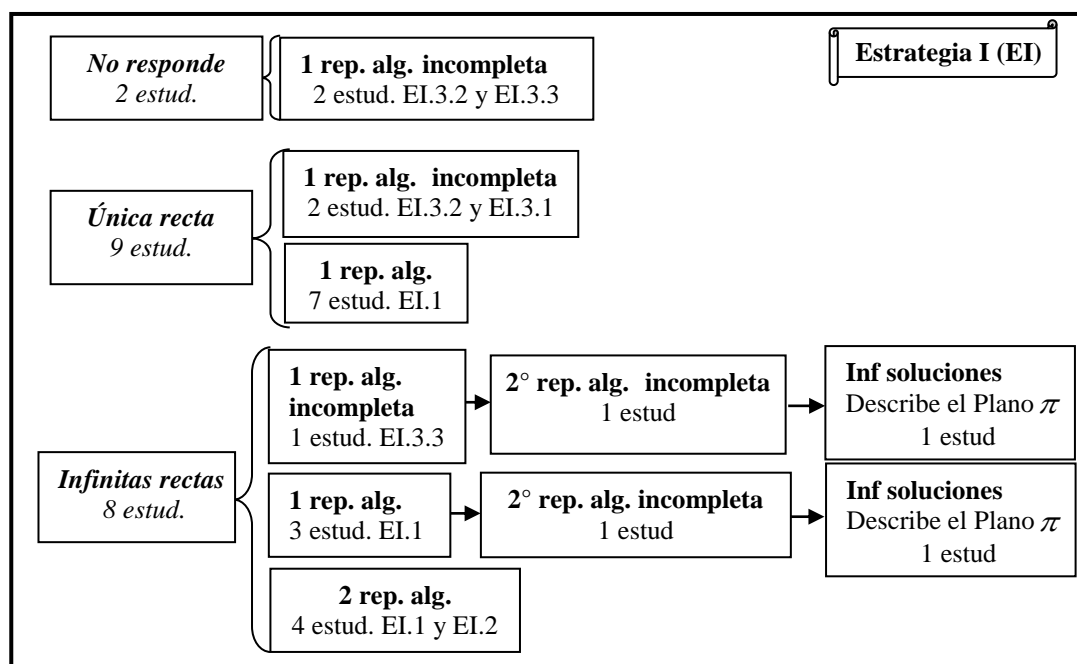 Estrategia I (EI)
No responde
2 estud.
1 rep. alg. incompleta
2 estud. EI.3.2 y EI.3.3
Única recta
9 estud.
1 rep. alg. incompleta
2 estud. EI.3.2 y EI.3.1
1 rep. alg.
7 estud. EI.1
Infinitas rectas
8 estud.
1 rep. alg.
incompleta
1 estud. EI.3.3
2° rep. alg. incompleta
1 estud
Inf soluciones
Describe el Plano π
1 estud
1 rep. alg.
3 estud. EI.1
2° rep. alg. incompleta
1 estud
Inf soluciones
Describe el Plano π
1 estud
2 rep. alg.
4 estud. EI.1 y EI.2